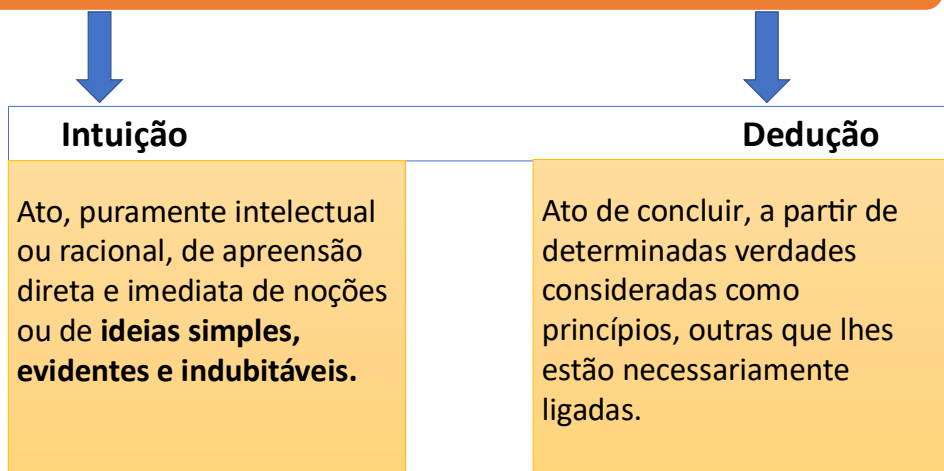 Intuição
Dedução
Ato, puramente intelectual
ou racional, de apreensão
direta e imediata de noções
ou de ideias simples,
evidentes e indubitáveis.
Ato de concluir, a partir de
determinadas verdades
consideradas como
princípios, outras que lhes
estão necessariamente
ligadas.